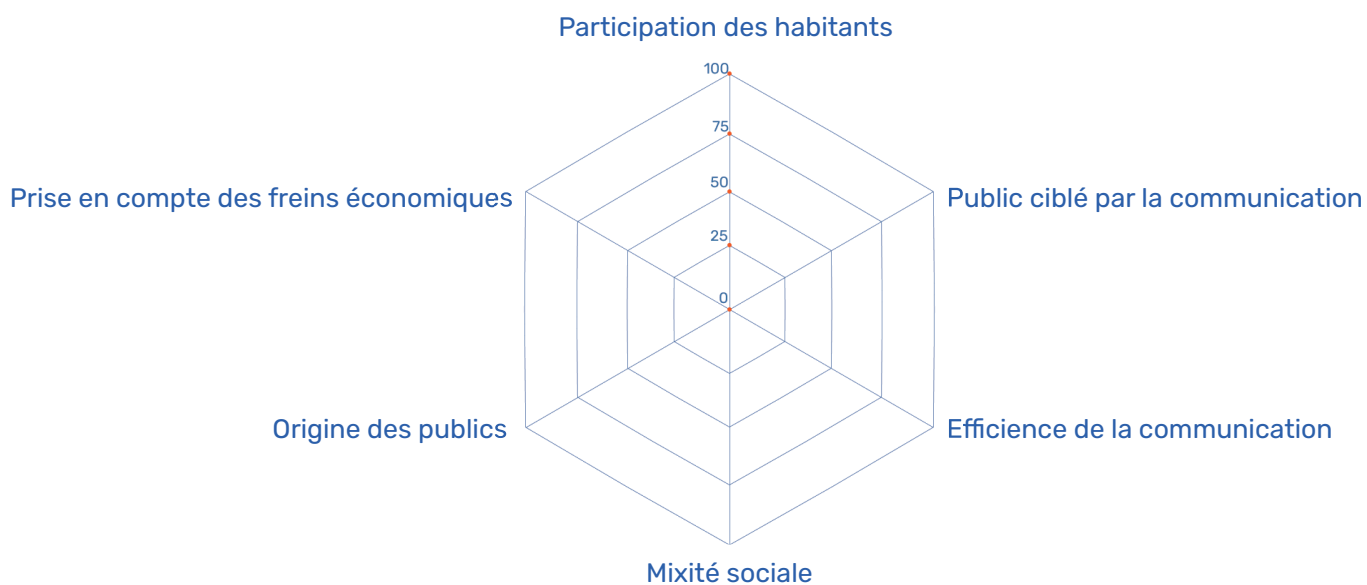 Participation des habitants
100
75
50
25
0
Prise en compte des freins économiques
Public ciblé par la communication
Origine des publics
Efficience de la communication
Mixité sociale